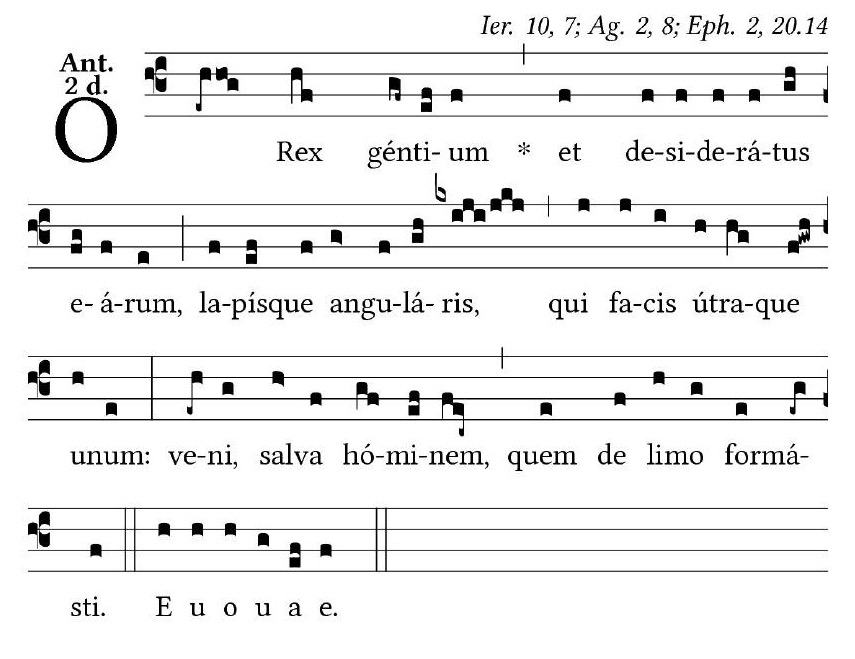 Ier. 10, 7; Ag. 2, 8; Eph. 2, 20.14
Ant.
2 d.
O Rex génti- um * et de-si-de-rá-tus
e- á-rum, la-písque angu-lá- ris, qui fa-cis útra-que
unum: ve-ni, salva hó-mi-nem, quem de limo formá-
sti. E u o u a e.